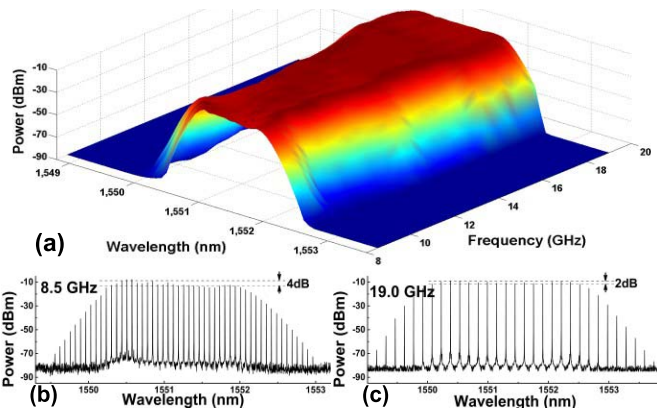 Power (dBm)
-10
-30
-50
-70
-90
1,549
1,550
1,551
1,552
1,553
8
10
12
14
16
18
20
(a)
Wavelength (nm)
Frequency (GHz)
Power (dBm)
-10
-30
-50
-70
-90
8.5 GHz
4dB
(b)
1550
1551
1552
1553
Wavelength (nm)
Power (dBm)
-10
-30
-50
-70
-90
19.0 GHz
2dB
(c)
1550
1551
1552
1553
Wavelength (nm)